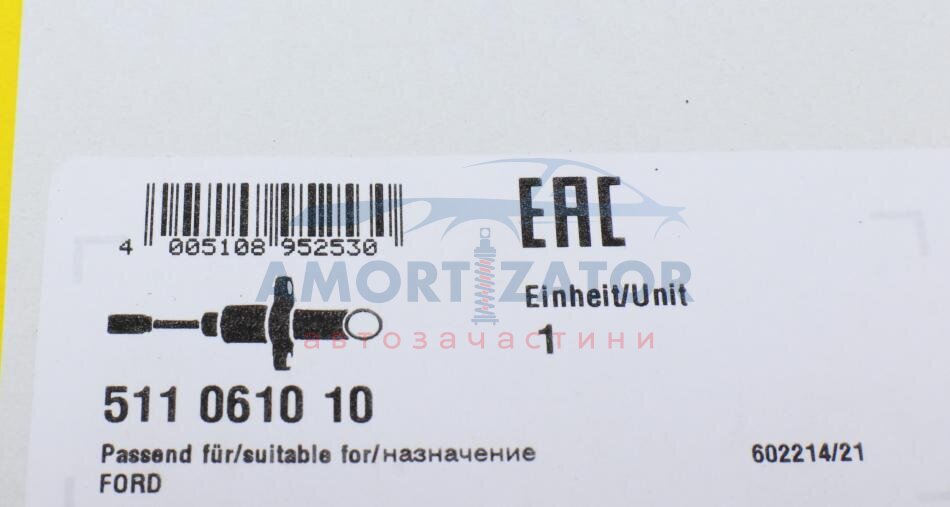 EAC
4 005108 952530
AMORTIZATOR
автозачастини
Einheit/Unit
1
511 0610 10
Passend für/suitable for/назначение
FORD
602214/21